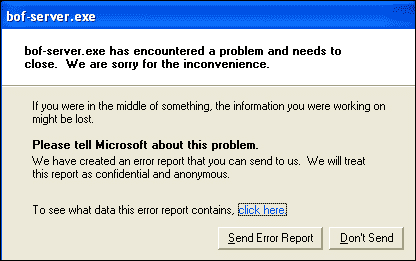 bof-server.exe
bof-server.exe has encountered a problem and needs to
close.  We are sorry for the inconvenience.
If you were in the middle of something, the information you were working on
might be lost.
Please tell Microsoft about this problem.
We have created an error report that you can send to us.  We will treat
this report as confidential and anonymous.
To see what data this error report contains, click here.
Send Error Report
Don't Send